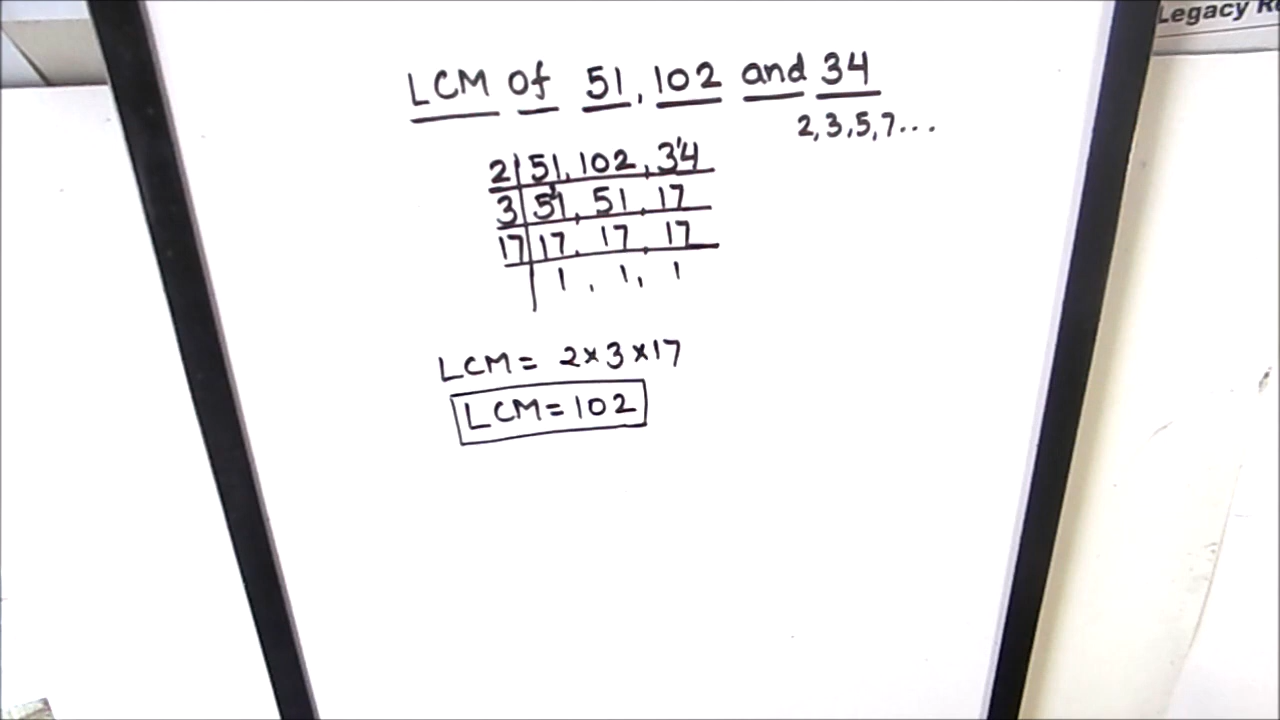 Legacy R
LCM of 51, 102 and 34
2, 3, 5, 7...
2 | 51, 102, 34
3 | 51, 51, 17
17 | 17, 17, 17
1, 1, 1
LCM = 2×3×17
LCM = 102